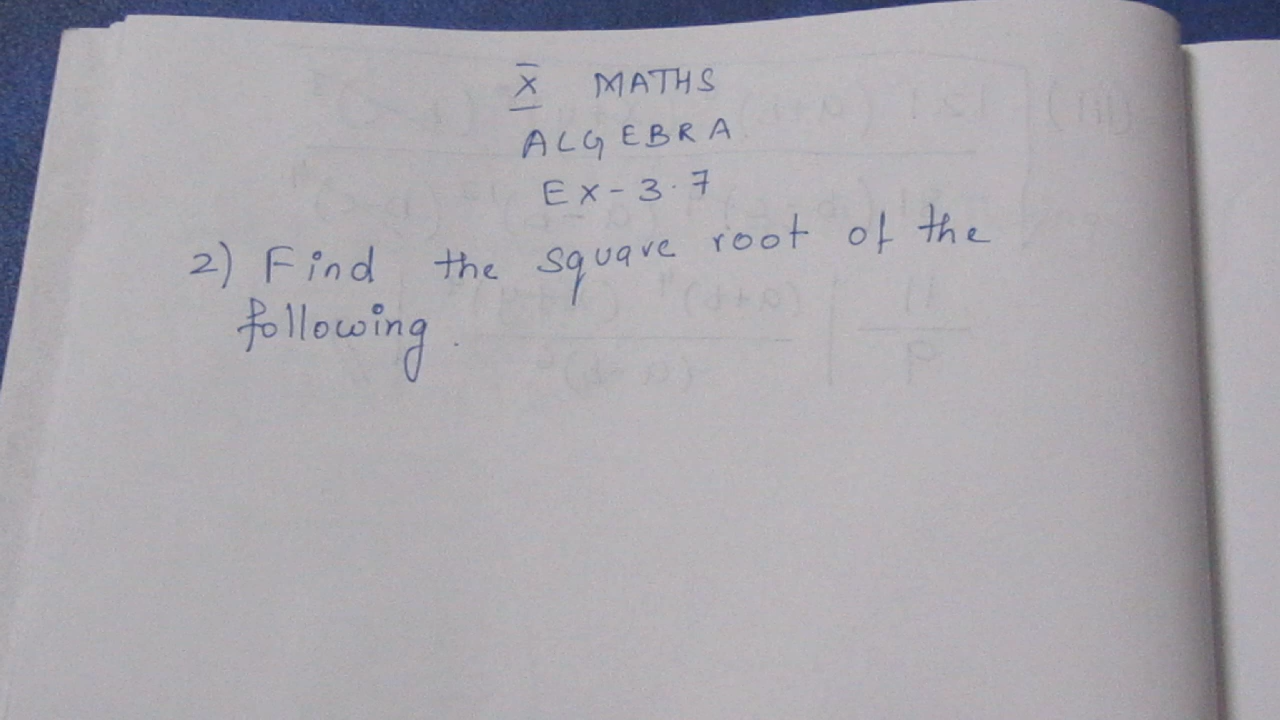 X MATHS
ALGEBRA
Ex-3.7
2) Find the square root of the
following.